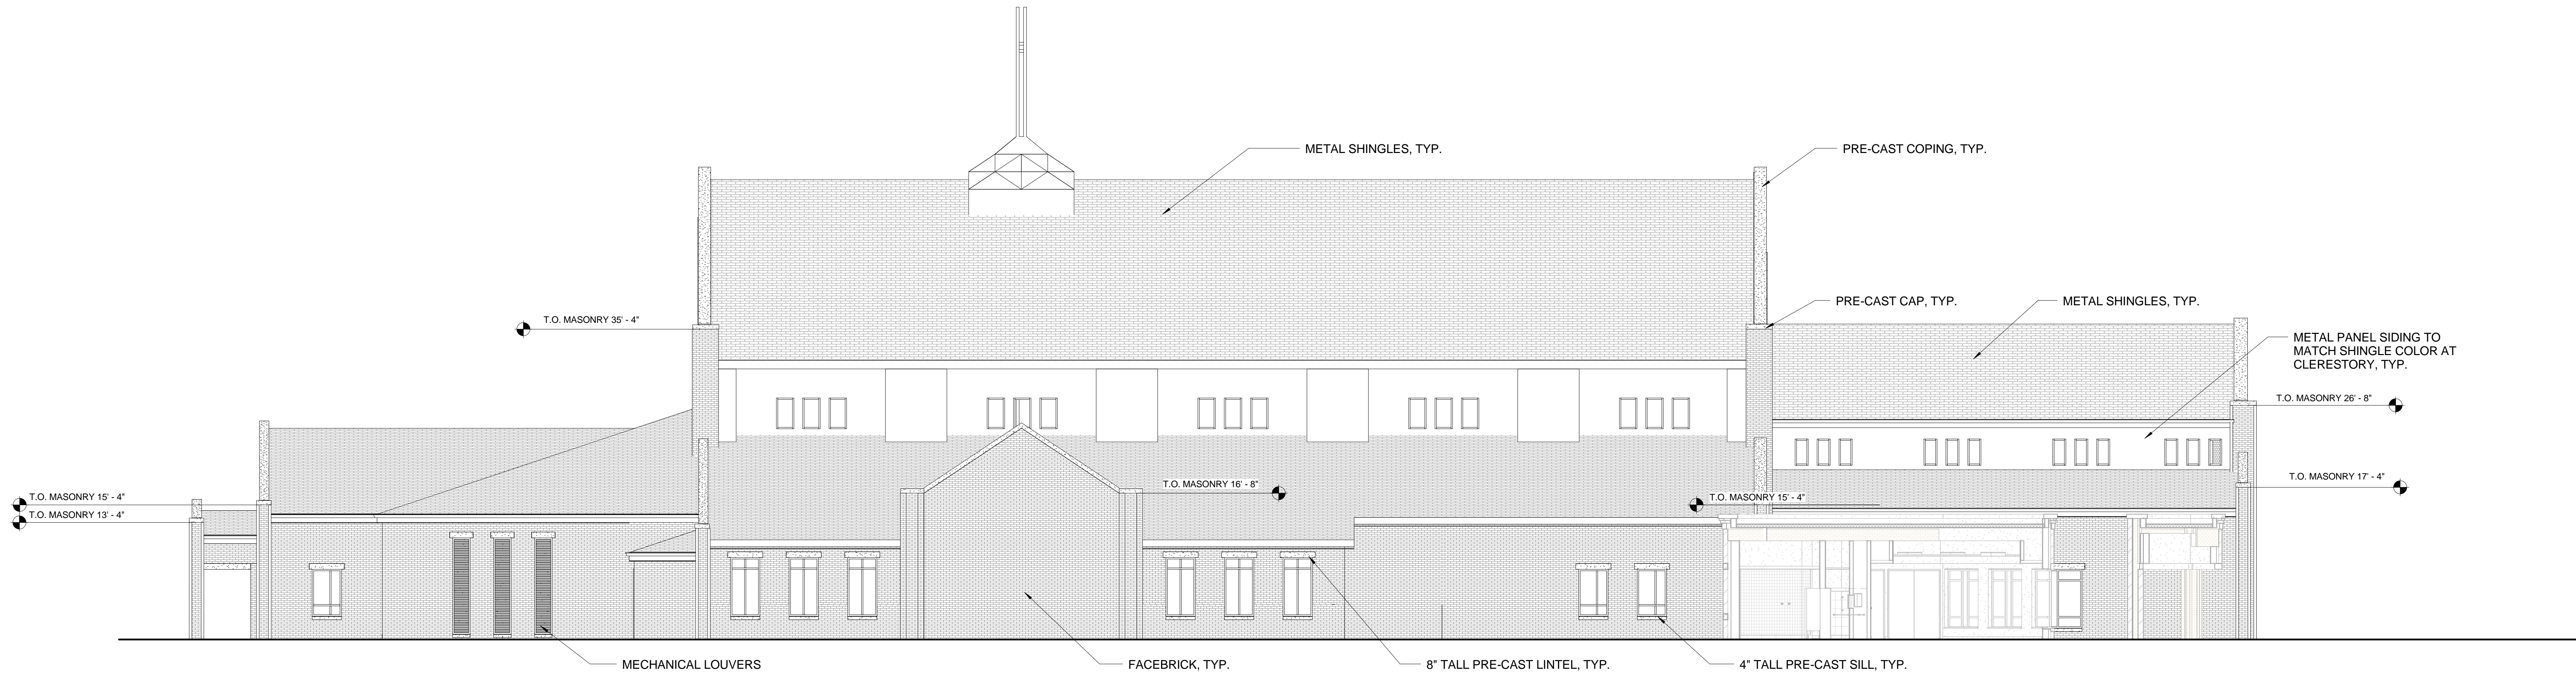 METAL SHINGLES, TYP.
PRE-CAST COPING, TYP.
PRE-CAST CAP, TYP.
METAL SHINGLES, TYP.
T.O. MASONRY 35' - 4"
METAL PANEL SIDING TO
MATCH SHINGLE COLOR AT
CLERESTORY, TYP.
T.O. MASONRY 26' - 8"
T.O. MASONRY 17' - 4"
T.O. MASONRY 16' - 8"
T.O. MASONRY 15' - 4"
T.O. MASONRY 15' - 4"
T.O. MASONRY 13' - 4"
MECHANICAL LOUVERS
FACEBRICK, TYP.
8" TALL PRE-CAST LINTEL, TYP.
4" TALL PRE-CAST SILL, TYP.